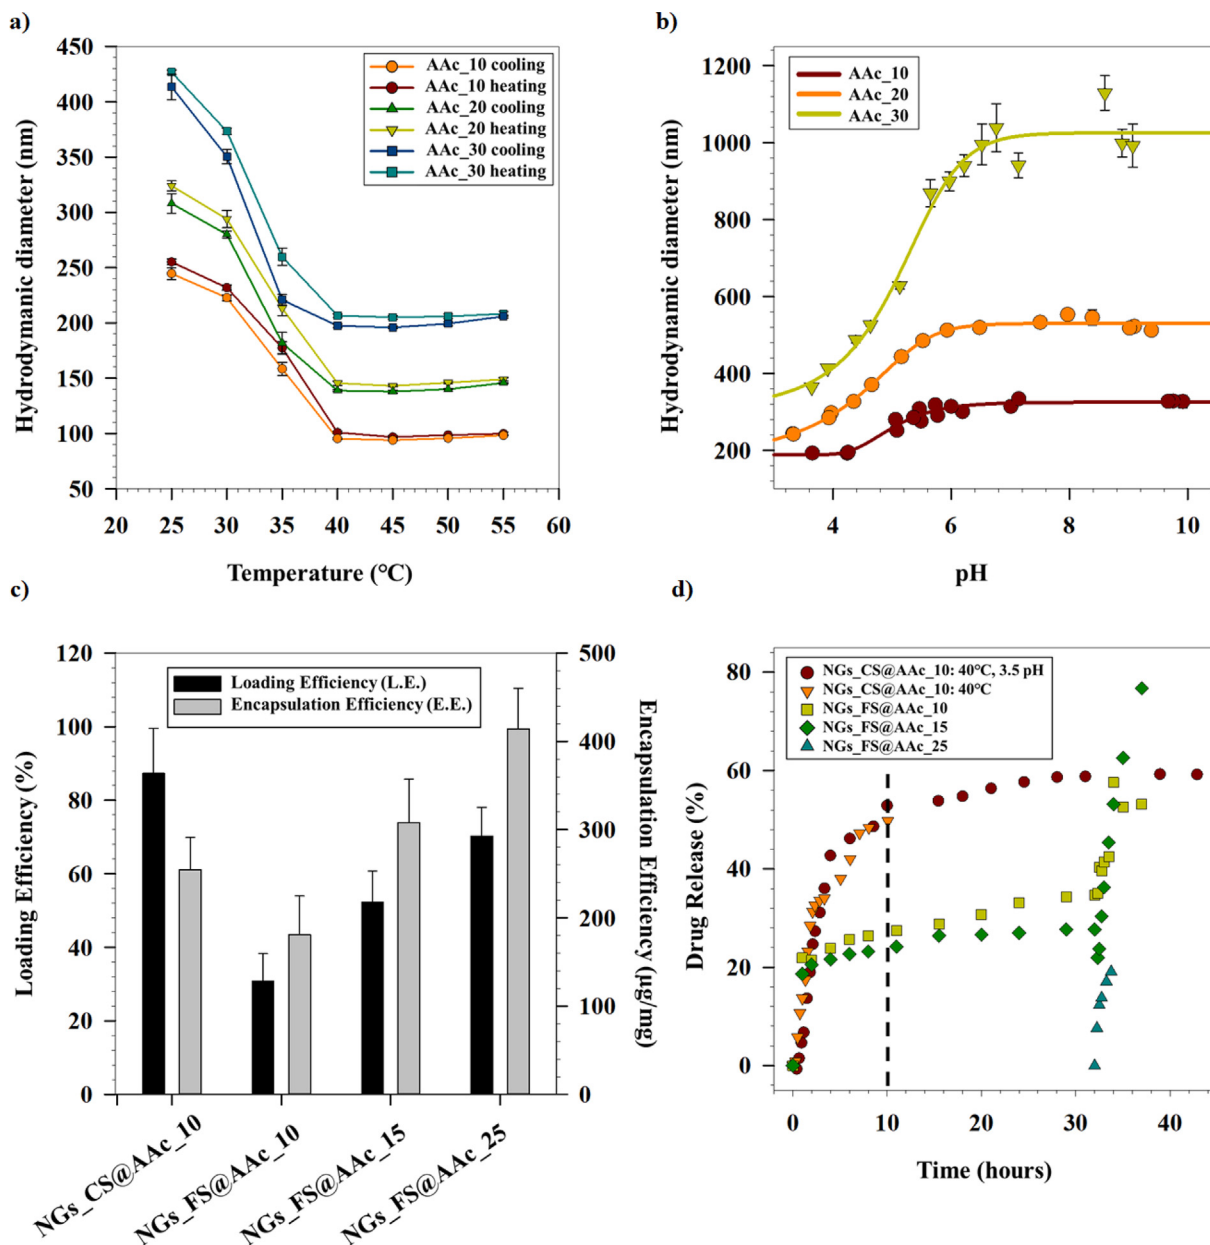 a)
450
400
350
300
250
200
150
100
50
Hydrodynamic diameter (nm)
AAc_10 cooling
AAc_10 heating
AAc_20 cooling
AAc_20 heating
AAc_30 cooling
AAc_30 heating
20 25 30 35 40 45 50 55 60
Temperature (°C)
b)
1200
1000
800
600
400
200
Hydrodynamic diameter (nm)
AAc_10
AAc_20
AAc_30
4 6 8 10
pH
c)
120
100
80
60
40
20
0
Loading Efficiency (%)
Loading Efficiency (L.E.)
Encapsulation Efficiency (E.E.)
500
400
300
200
100
0
Encapsulation Efficiency (µg/mg)
NGs_CS@AAc_10
NGs_FS@AAc_10
NGs_FS@AAc_15
NGs_FS@AAc_25
d)
80
60
40
20
0
Drug Release (%)
NGs_CS@AAc_10: 40°C, 3.5 pH
NGs_CS@AAc_10: 40°C
NGs_FS@AAc_10
NGs_FS@AAc_15
NGs_FS@AAc_25
0 10 20 30 40
Time (hours)